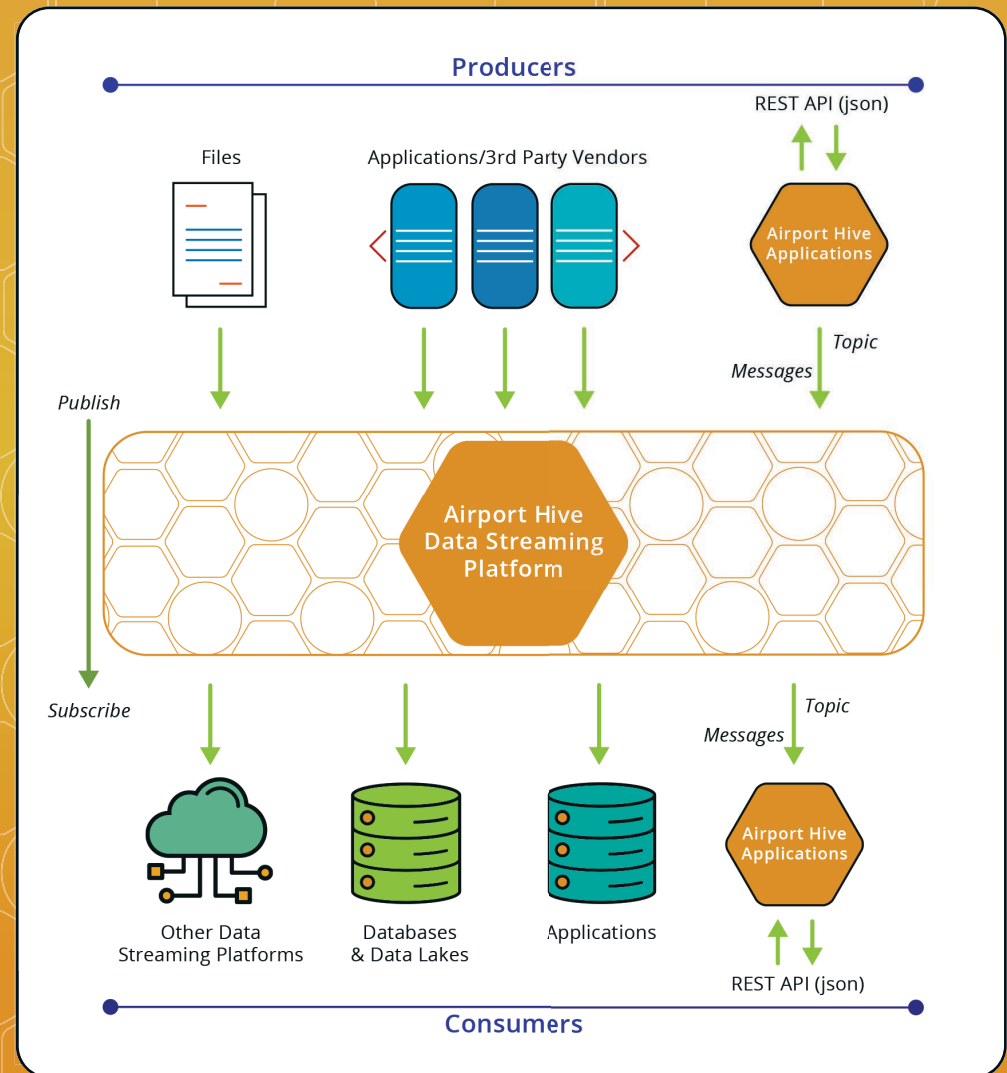 Producers
REST API (json)
Files
Applications/3rd Party Vendors
Airport Hive
Applications
Topic
Messages
Publish
Airport Hive
Data Streaming
Platform
Subscribe
Topic
Messages
Airport Hive
Applications
Other Data
Streaming Platforms
Databases
& Data Lakes
Applications
REST API (json)
Consumers